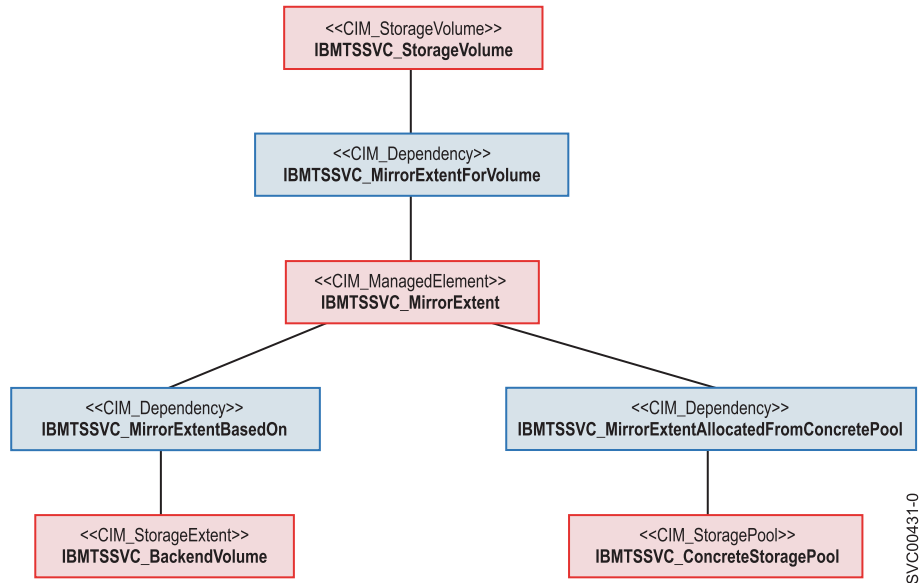 <<CIM_StorageVolume>>
IBMTSSVC_StorageVolume
<<CIM_Dependency>>
IBMTSSVC_MirrorExtentForVolume
<<CIM_ManagedElement>>
IBMTSSVC_MirrorExtent
<<CIM_Dependency>>
IBMTSSVC_MirrorExtentBasedOn
<<CIM_Dependency>>
IBMTSSVC_MirrorExtentAllocatedFromConcretePool
<<CIM_StorageExtent>>
IBMTSSVC_BackendVolume
<<CIM_StoragePool>>
IBMTSSVC_ConcreteStoragePool
SVC00431-0